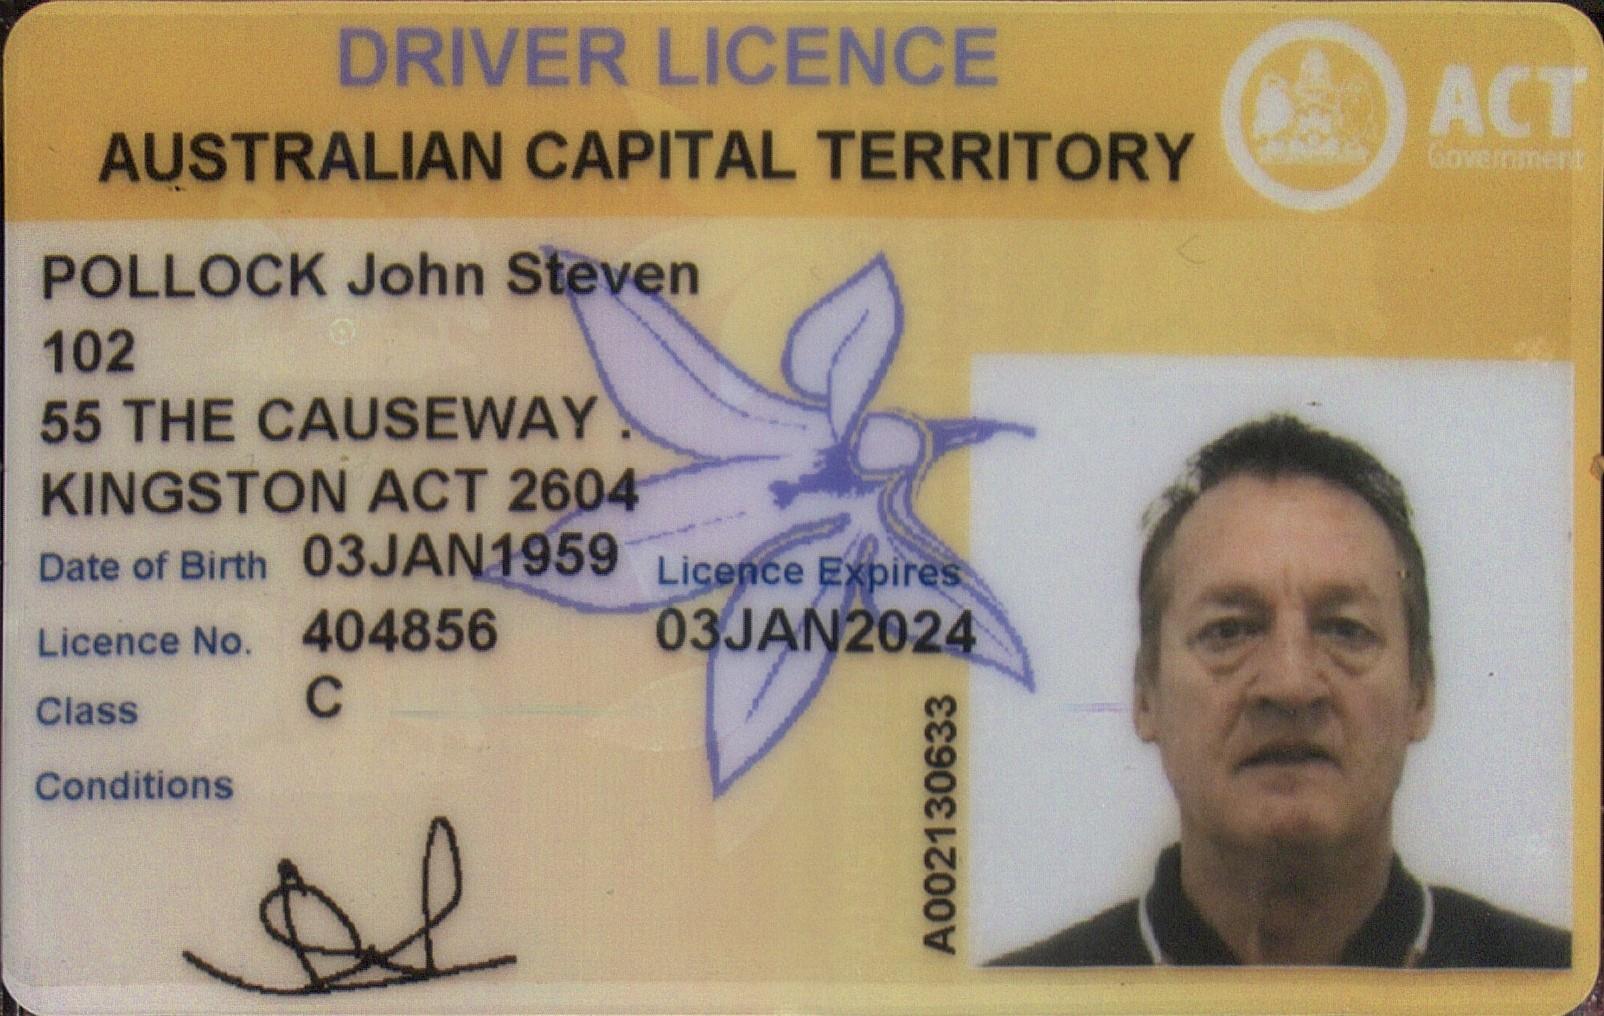 DRIVER LICENCE
AUSTRALIAN CAPITAL TERRITORY
ACT
Government
POLLOCK John Steven
102
55 THE CAUSEWAY .
KINGSTON ACT 2604
Date of Birth 03JAN1959
Licence Expires
Licence No. 404856
03JAN2024
Class C
Conditions
A002130633